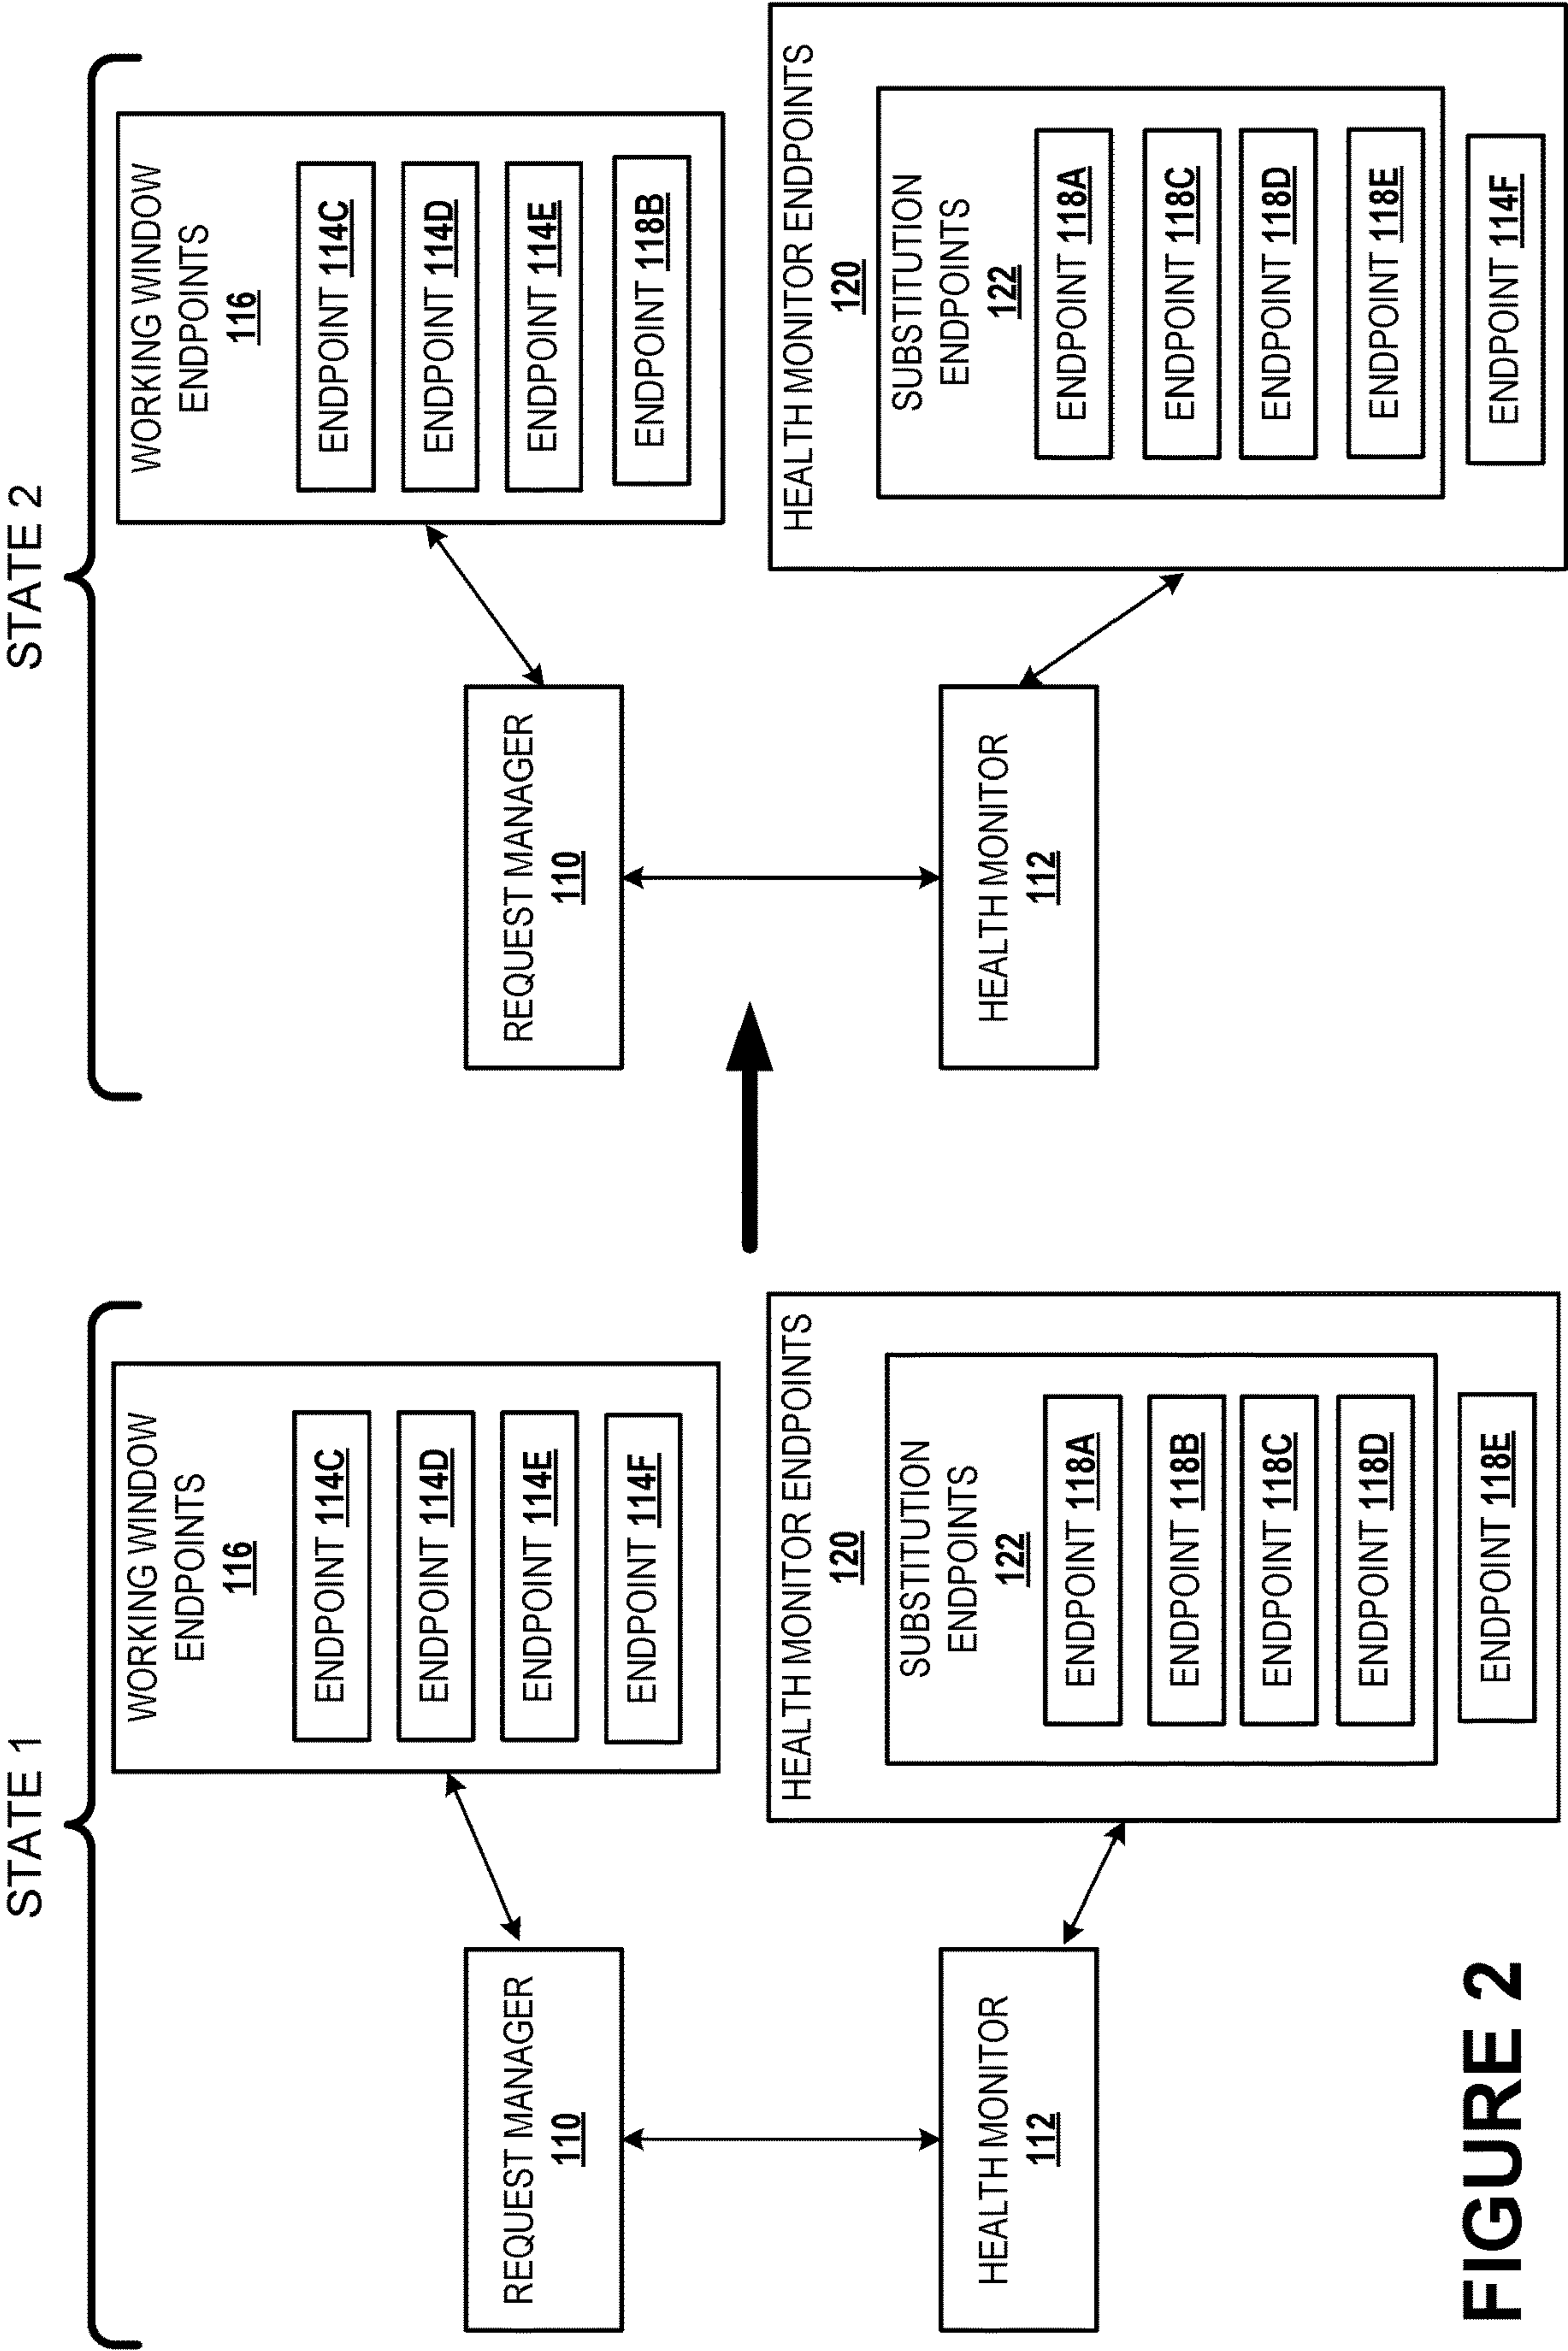 STATE 1
WORKING WINDOW
ENDPOINTS
116
ENDPOINT 114C
ENDPOINT 114D
ENDPOINT 114E
ENDPOINT 114F
REQUEST MANAGER
110
HEALTH MONITOR
112
HEALTH MONITOR ENDPOINTS
120
SUBSTITUTION
ENDPOINTS
122
ENDPOINT 118A
ENDPOINT 118B
ENDPOINT 118C
ENDPOINT 118D
ENDPOINT 118E
STATE 2
WORKING WINDOW
ENDPOINTS
116
ENDPOINT 114C
ENDPOINT 114D
ENDPOINT 114E
ENDPOINT 118B
REQUEST MANAGER
110
HEALTH MONITOR
112
HEALTH MONITOR ENDPOINTS
120
SUBSTITUTION
ENDPOINTS
122
ENDPOINT 118A
ENDPOINT 118C
ENDPOINT 118D
ENDPOINT 118E
ENDPOINT 114F
FIGURE 2